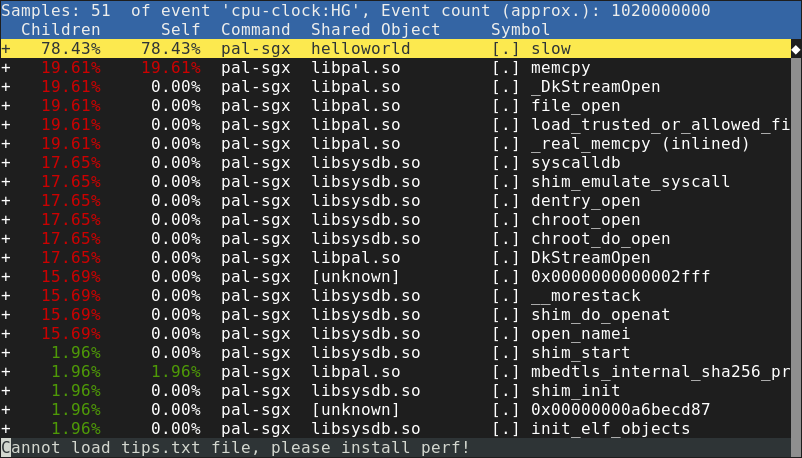 Samples: 51  of event 'cpu-clock:HG', Event count (approx.): 1020000000
  Children      Self  Command  Shared Object     Symbol
+   78.43%    78.43%  pal-sgx  helloworld        [.] slow
+   19.61%    19.61%  pal-sgx  libpal.so         [.] memcpy
+   19.61%     0.00%  pal-sgx  libpal.so         [.] _DkStreamOpen
+   19.61%     0.00%  pal-sgx  libpal.so         [.] file_open
+   19.61%     0.00%  pal-sgx  libpal.so         [.] load_trusted_or_allowed_fi
+   19.61%     0.00%  pal-sgx  libpal.so         [.] _real_memcpy (inlined)
+   17.65%     0.00%  pal-sgx  libsysdb.so       [.] syscalldb
+   17.65%     0.00%  pal-sgx  libsysdb.so       [.] shim_emulate_syscall
+   17.65%     0.00%  pal-sgx  libsysdb.so       [.] dentry_open
+   17.65%     0.00%  pal-sgx  libsysdb.so       [.] chroot_open
+   17.65%     0.00%  pal-sgx  libsysdb.so       [.] chroot_do_open
+   17.65%     0.00%  pal-sgx  libpal.so         [.] DkStreamOpen
+   15.69%     0.00%  pal-sgx  [unknown]         [.] 0x0000000000002fff
+   15.69%     0.00%  pal-sgx  libsysdb.so       [.] __morestack
+   15.69%     0.00%  pal-sgx  libsysdb.so       [.] shim_do_openat
+   15.69%     0.00%  pal-sgx  libsysdb.so       [.] open_namei
+    1.96%     0.00%  pal-sgx  libsysdb.so       [.] shim_start
+    1.96%     1.96%  pal-sgx  libpal.so         [.] mbedtls_internal_sha256_pr
+    1.96%     0.00%  pal-sgx  libsysdb.so       [.] shim_init
+    1.96%     0.00%  pal-sgx  [unknown]         [.] 0x00000000a6becd87
+    1.96%     0.00%  pal-sgx  libsysdb.so       [.] init_elf_objects
Cannot load tips.txt file, please install perf!